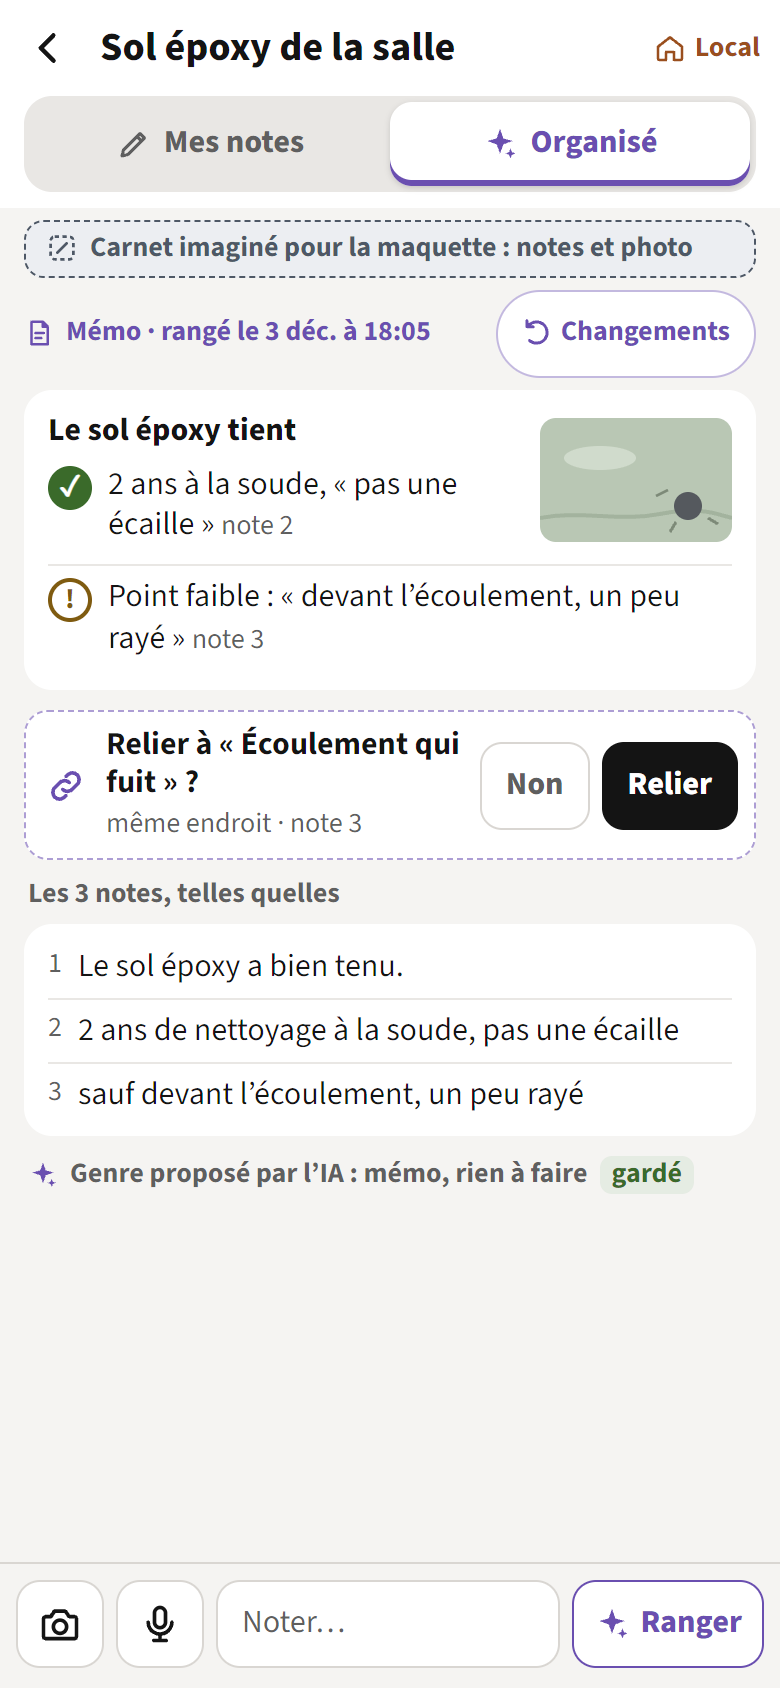 Sol époxy de la salle
Local
Mes notes
Organisé
Carnet imaginé pour la maquette : notes et photo
Mémo · rangé le 3 déc. à 18:05
Changements
Le sol époxy tient
2 ans à la soude, « pas une
écaille » note 2
Point faible : « devant l’écoulement, un peu
rayé » note 3
Relier à « Écoulement qui
fuit » ?
même endroit · note 3
Non
Relier
Les 3 notes, telles quelles
1 Le sol époxy a bien tenu.
2 2 ans de nettoyage à la soude, pas une écaille
3 sauf devant l’écoulement, un peu rayé
Genre proposé par l’IA : mémo, rien à faire gardé
Noter…
Ranger